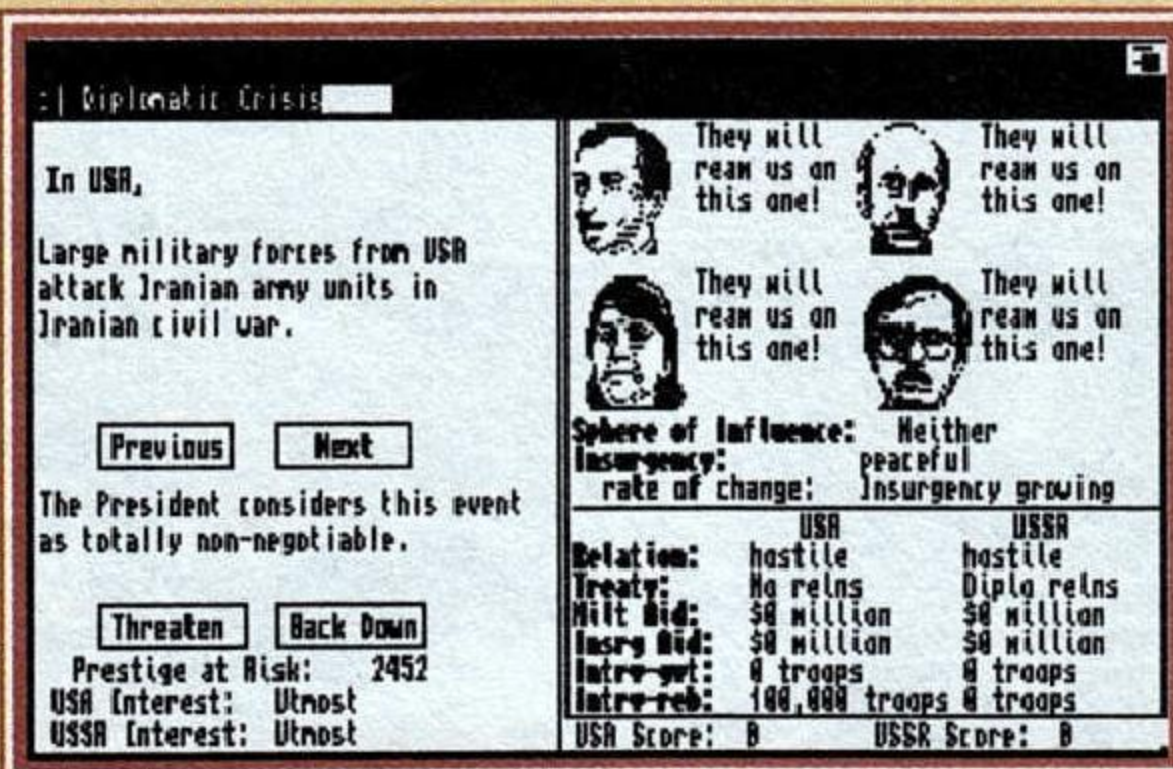 :| Diplomatic Crisis
In USA,
Large military forces from USA
attack Iranian army units in
Iranian civil war.
Previous Next
The President considers this event
as totally non-negotiable.
Threaten Back Down
Prestige at Risk: 2452
USA Interest: Utmost
USSR Interest: Utmost
They will
ream us on
this one!
They will
ream us on
this one!
They will
ream us on
this one!
They will
ream us on
this one!
Sphere of Influence: Neither
Insurgency: peaceful
rate of change: Insurgency growing
USA USSR
Relation: hostile hostile
Treaty: No relns Diplo relns
Milt Aid: $0 million $0 million
Insrg Aid: $0 million $0 million
Intrv-gvt: 0 troops 0 troops
Intrv-reb: 100,000 troops 0 troops
USA Score: 0 USSR Score: 0